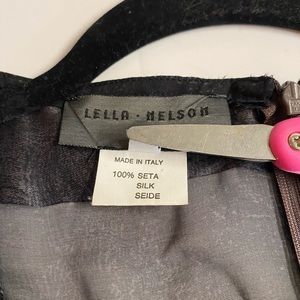 LELLA · NELSON
MADE IN ITALY
100% SETA
SILK
SEIDE